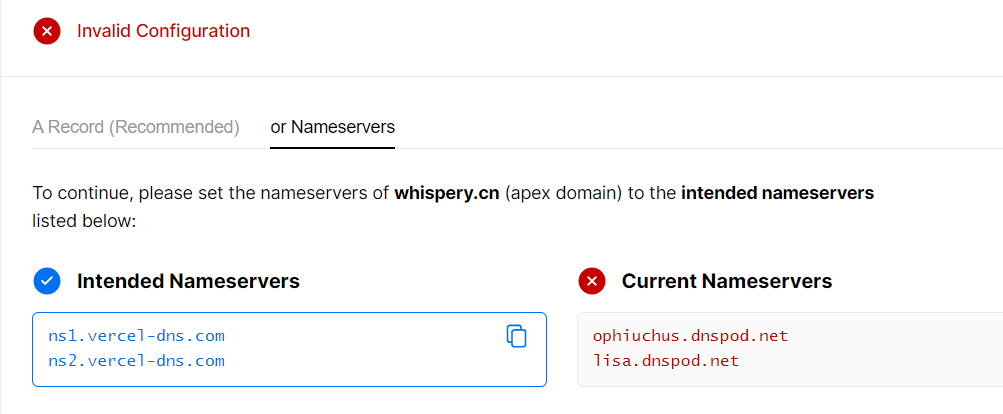 Invalid Configuration
A Record (Recommended)
or Nameservers
To continue, please set the nameservers of whispery.cn (apex domain) to the intended nameservers
listed below:
Intended Nameservers
ns1.vercel-dns.com
ns2.vercel-dns.com
Current Nameservers
ophiuchus.dnspod.net
lisa.dnspod.net